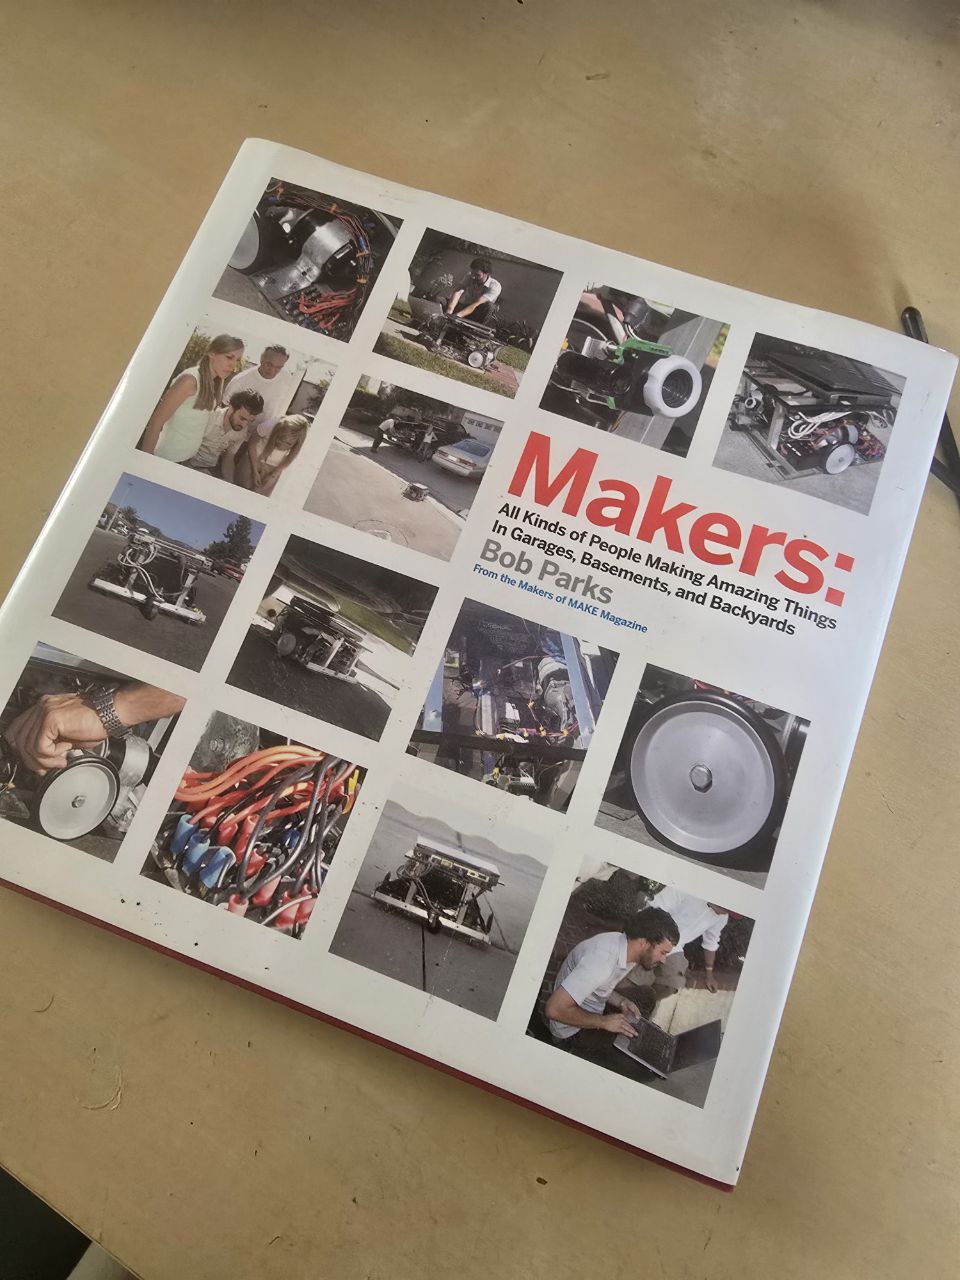 Makers:
All Kinds of People Making Amazing Things
In Garages, Basements, and Backyards
Bob Parks
From the Makers of MAKE Magazine